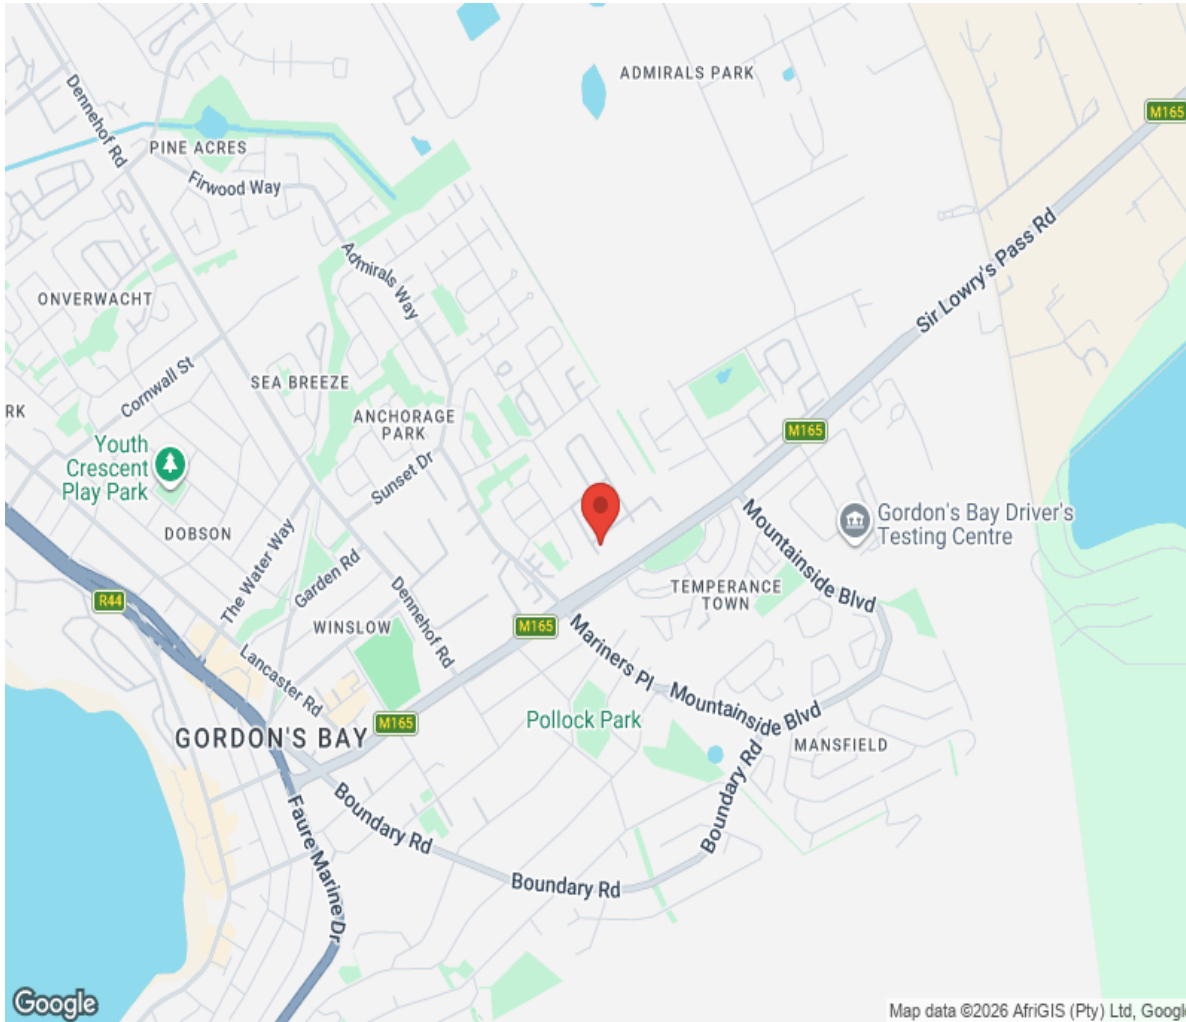 ADMIRALS PARK
M165
Dennehof Rd
PINE ACRES
Firwood Way
Sir Lowry's Pass Rd
Admirals Way
ONVERWACHT
Cornwall St
SEA BREEZE
ANCHORAGE
PARK
RK
M165
Youth
Crescent
Play Park
Sunset Dr
Mountainside Blvd
Gordon's Bay Driver's
Testing Centre
DOBSON
The Water Way
Garden Rd
TEMPERANCE
TOWN
R44
Dennehof Rd
WINSLOW
M165
Mariners Pl
Lancaster Rd
Mountainside Blvd
Pollock Park
M165
GORDON'S BAY
MANSFIELD
Boundary Rd
Boundary Rd
Faure Marine Dr
Boundary Rd
Google
Map data ©2026 AfriGIS (Pty) Ltd, Google